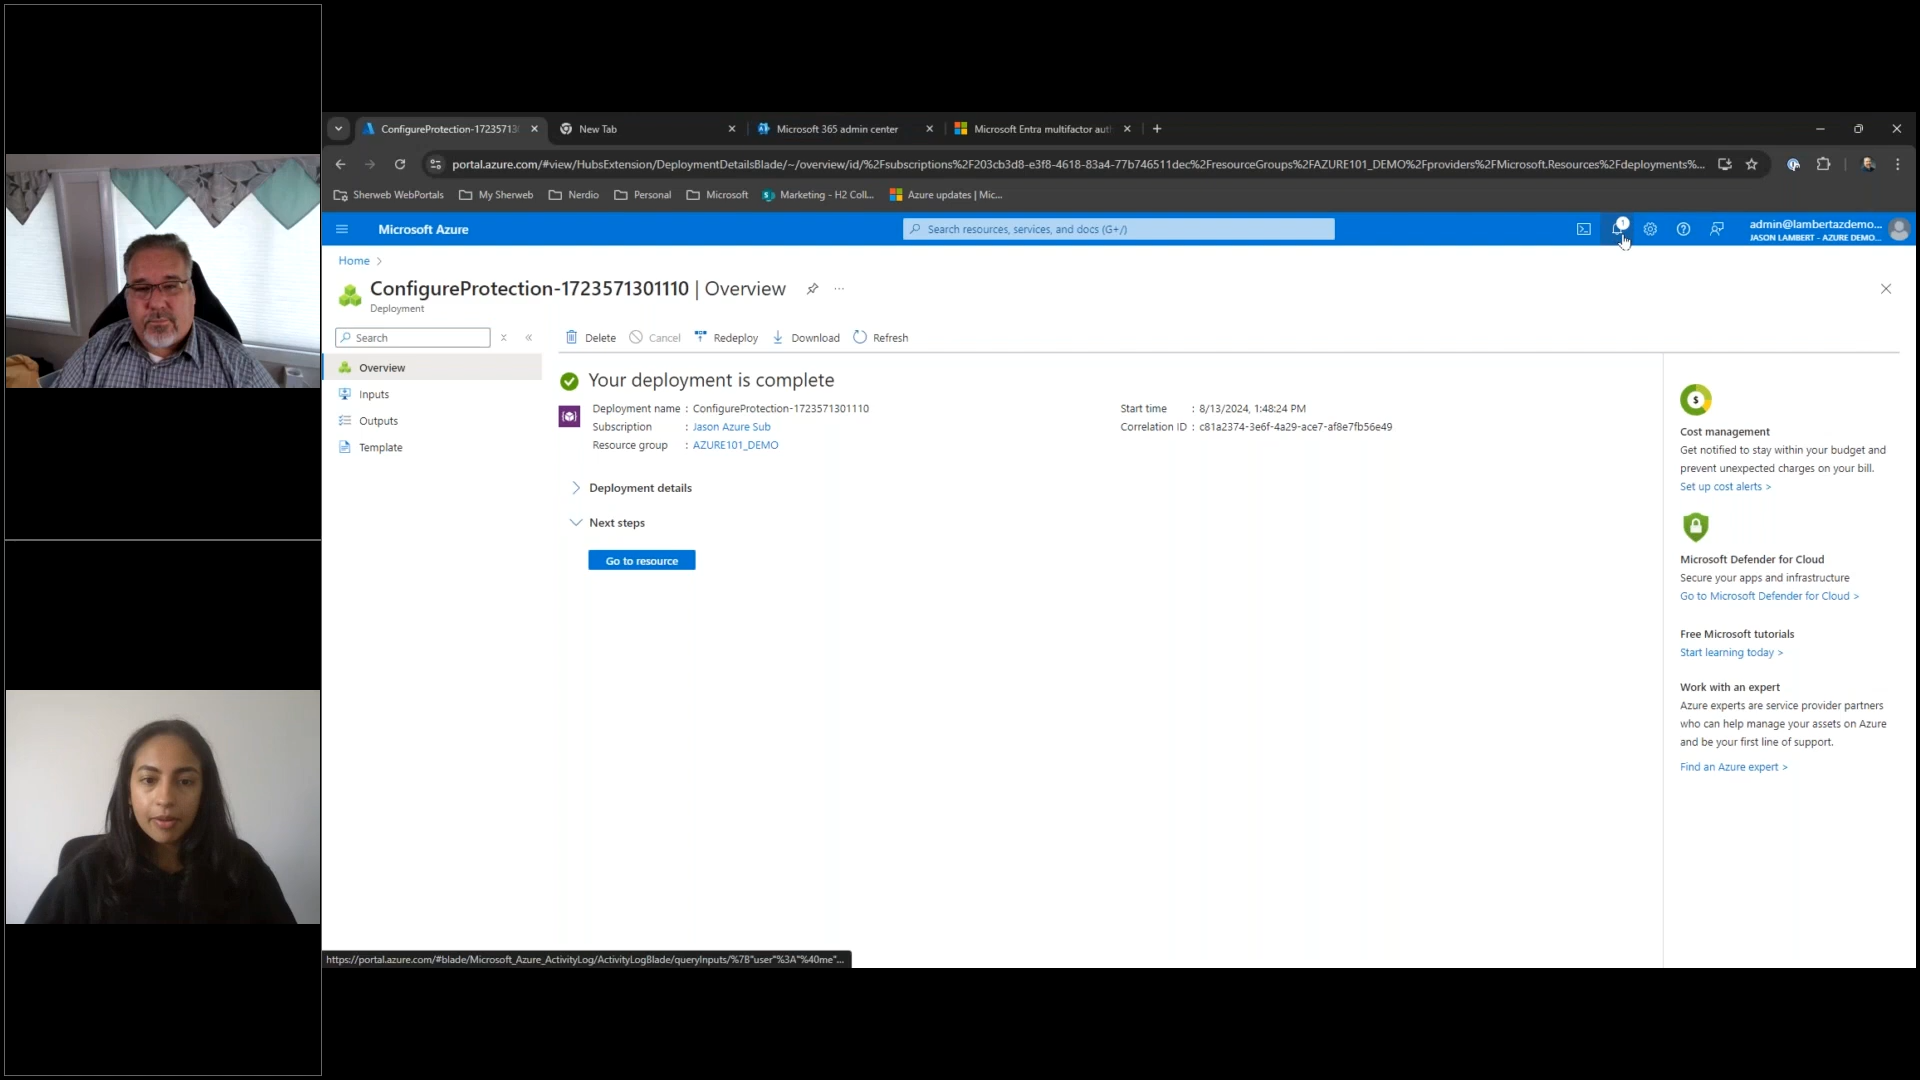 ConfigureProtection-172357130
New Tab
Microsoft 365 admin center
Microsoft Entra multifactor aut
portal.azure.com/#view/HubsExtension/DeploymentDetailsBlade/~/overview/id/%2Fsubscriptions%2F203cb3d8-e3f8-4618-83a4-77b746511dec%2FresourceGroups%2FAZURE101_DEMO%2Fproviders%2FMicrosoft.Resources%2Fdeployments%...
Sherweb WebPortals
My Sherweb
Nerdio
Personal
Microsoft
Marketing - H2 Coll...
Azure updates | Mic...
Microsoft Azure
Search resources, services, and docs (G+/)
1
admin@lambertazdemo...
JASON LAMBERT - AZURE DEMO...
Home >
ConfigureProtection-1723571301110 | Overview
...
Deployment
Search
Delete
Cancel
Redeploy
Download
Refresh
Overview
Inputs
Outputs
Template
Your deployment is complete
Deployment name : ConfigureProtection-1723571301110
Subscription : Jason Azure Sub
Resource group : AZURE101_DEMO
Start time : 8/13/2024, 1:48:24 PM
Correlation ID : c81a2374-3e6f-4a29-ace7-af8e7fb56e49
Deployment details
Next steps
Go to resource
Cost management
Get notified to stay within your budget and
prevent unexpected charges on your bill.
Set up cost alerts >
Microsoft Defender for Cloud
Secure your apps and infrastructure
Go to Microsoft Defender for Cloud >
Free Microsoft tutorials
Start learning today >
Work with an expert
Azure experts are service provider partners
who can help manage your assets on Azure
and be your first line of support.
Find an Azure expert >
https://portal.azure.com/#blade/Microsoft_Azure_ActivityLog/ActivityLogBlade/queryInputs/%7B"user"%3A"%40me"...